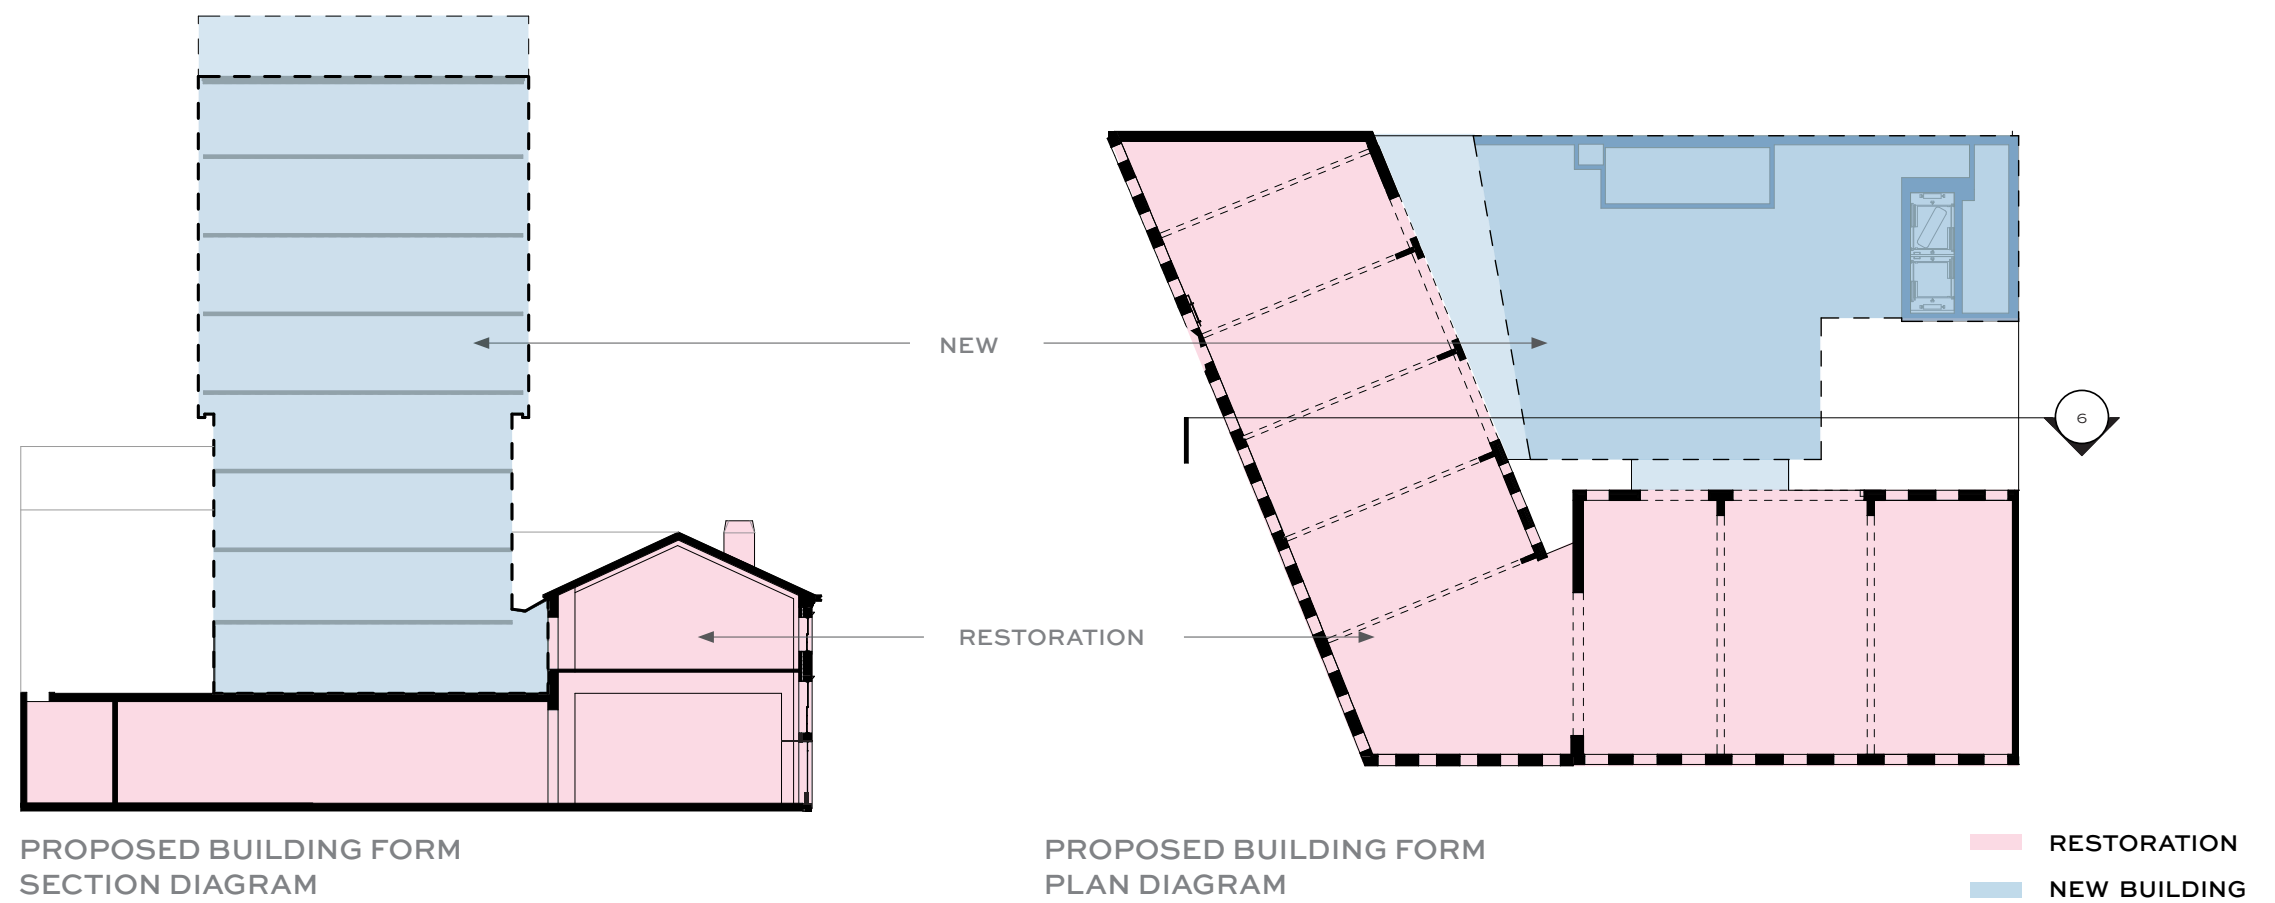 NEW
6
RESTORATION
PROPOSED BUILDING FORM
SECTION DIAGRAM
PROPOSED BUILDING FORM
PLAN DIAGRAM
RESTORATION
NEW BUILDING